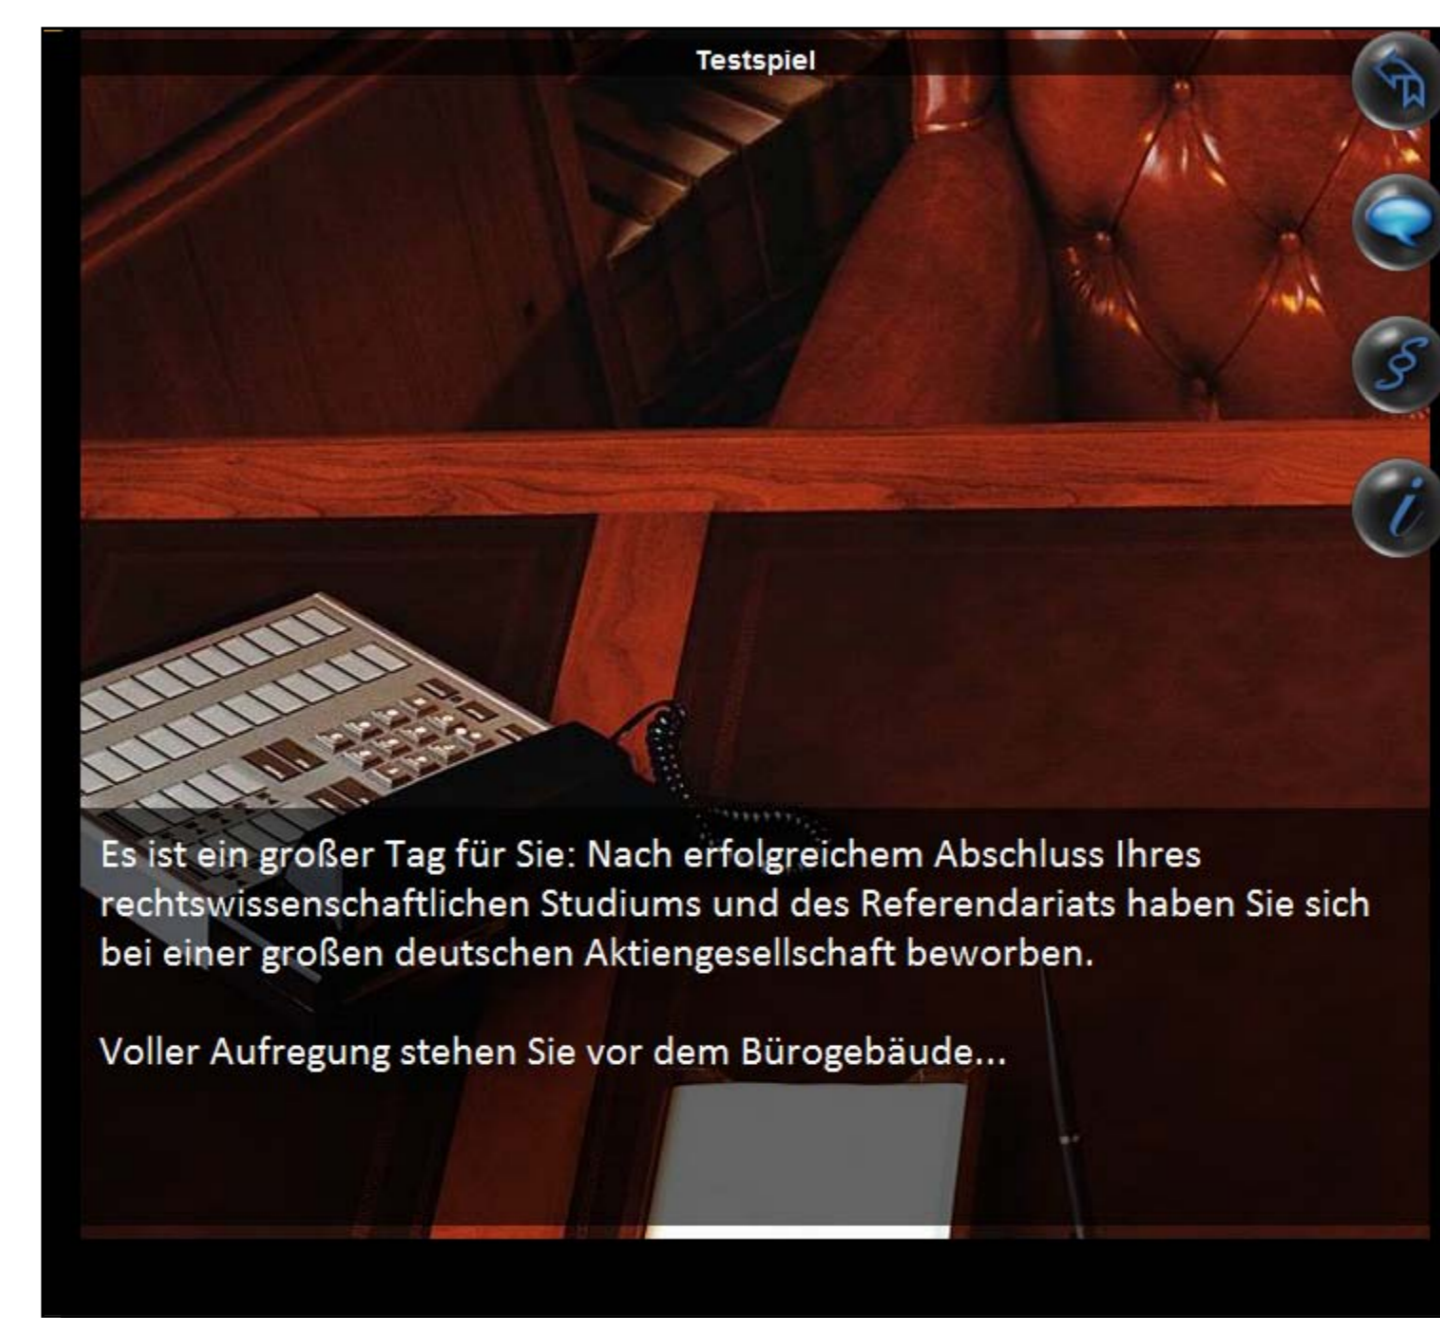 Testspiel
§
i
Es ist ein großer Tag für Sie: Nach erfolgreichem Abschluss Ihres
rechtswissenschaftlichen Studiums und des Referendariats haben Sie sich
bei einer großen deutschen Aktiengesellschaft beworben.
Voller Aufregung stehen Sie vor dem Bürogebäude...